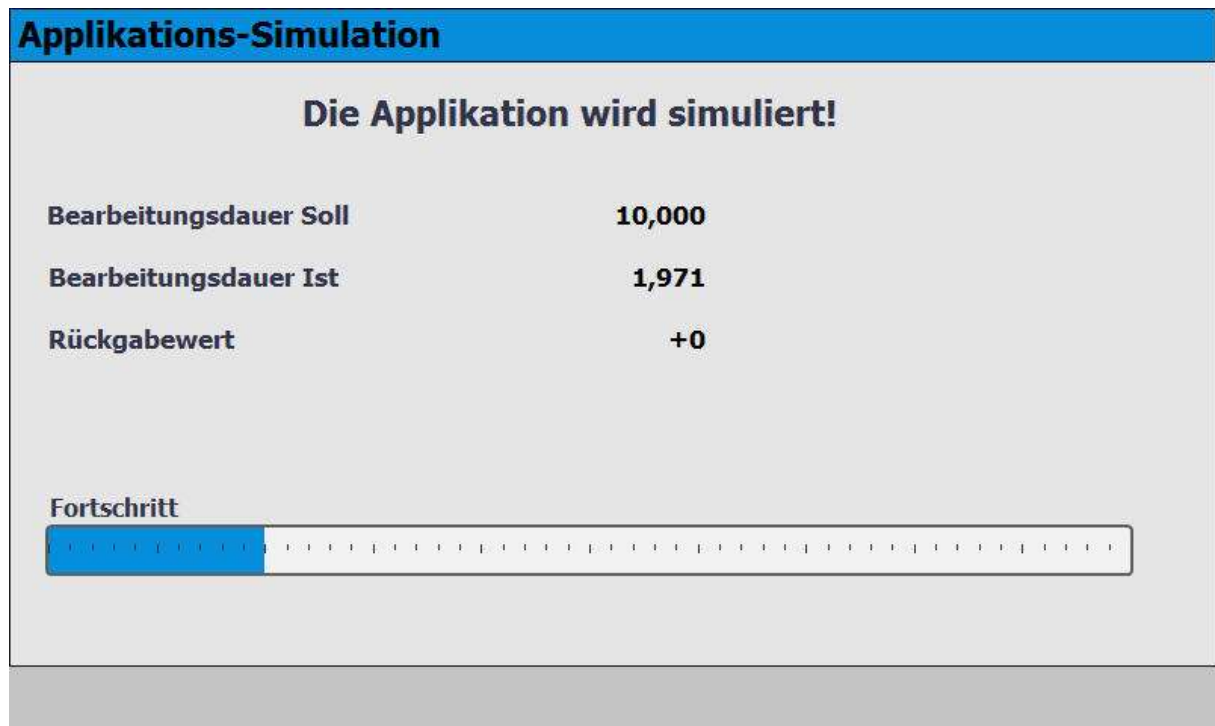 Applikations-Simulation
Die Applikation wird simuliert!
Bearbeitungsdauer Soll 10,000
Bearbeitungsdauer Ist 1,971
Rückgabewert +0
Fortschritt